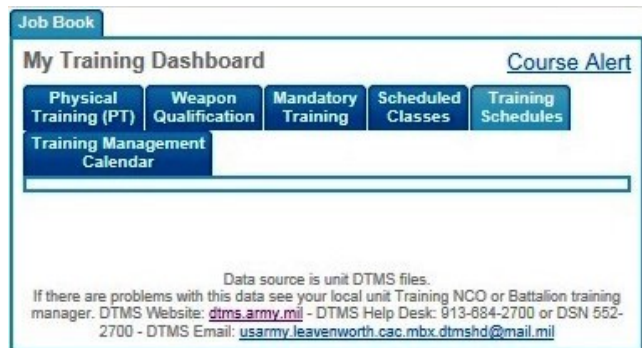 Job Book
My Training Dashboard
Course Alert
Physical Training (PT)
Weapon Qualification
Mandatory Training
Scheduled Classes
Training Schedules
Training Management Calendar
Data source is unit DTMS files.
If there are problems with this data see your local unit Training NCO or Battalion training
manager. DTMS Website: dtms.army.mil - DTMS Help Desk: 913-684-2700 or DSN 552-
2700 - DTMS Email: usarmy.leavenworth.cac.mbx.dtmshd@mail.mil